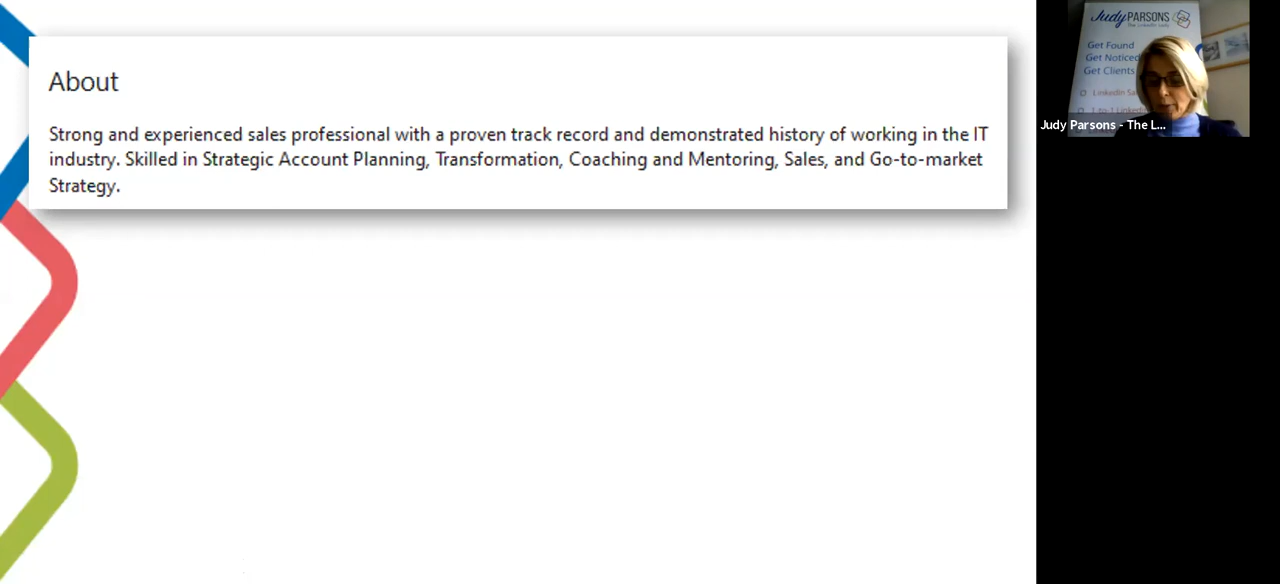 About
Strong and experienced sales professional with a proven track record and demonstrated history of working in the IT
industry. Skilled in Strategic Account Planning, Transformation, Coaching and Mentoring, Sales, and Go-to-market
Strategy.
Judy PARSONS
The LinkedIn Lady
Get Found
Get Noticed
Get Clients
LinkedIn
Judy Parsons - The L...